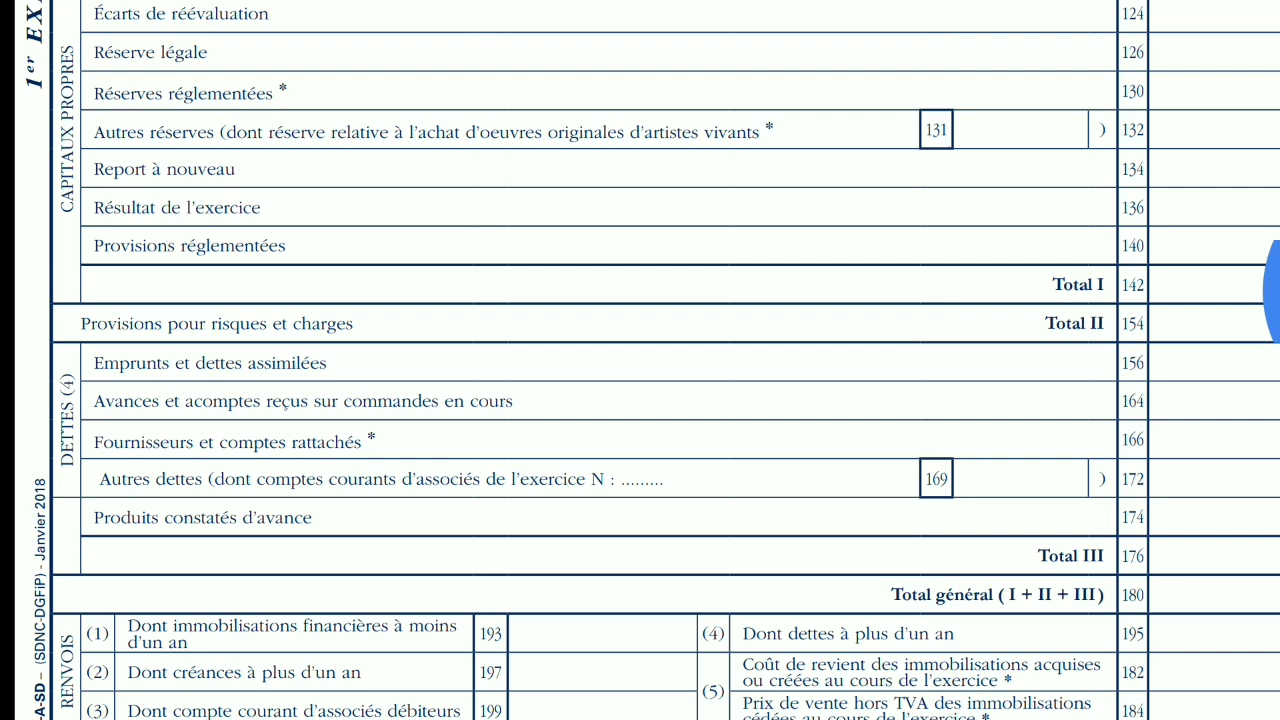 1er EX
CAPITAUX PROPRES
Écarts de réévaluation 124
Réserve légale 126
Réserves réglementées * 130
Autres réserves (dont réserve relative à l'achat d'oeuvres originales d'artistes vivants * 131 ) 132
Report à nouveau 134
Résultat de l'exercice 136
Provisions réglementées 140
Total I 142
Provisions pour risques et charges Total II 154
DETTES (4)
Emprunts et dettes assimilées 156
Avances et acomptes reçus sur commandes en cours 164
Fournisseurs et comptes rattachés * 166
Autres dettes (dont comptes courants d'associés de l'exercice N : ......... 169 ) 172
Produits constatés d'avance 174
Total III 176
Total général ( I + II + III) 180
RENVOIS
(1) Dont immobilisations financières à moins
d'un an 193
(2) Dont créances à plus d'un an 197
(3) Dont compte courant d'associés débiteurs 199
(4) Dont dettes à plus d'un an 195
(5) Coût de revient des immobilisations acquises
ou créées au cours de l'exercice * 182
Prix de vente hors TVA des immobilisations
cédées au cours de l'exercice * 184
-A-SD – (SDNC-DGFiP) - Janvier 2018